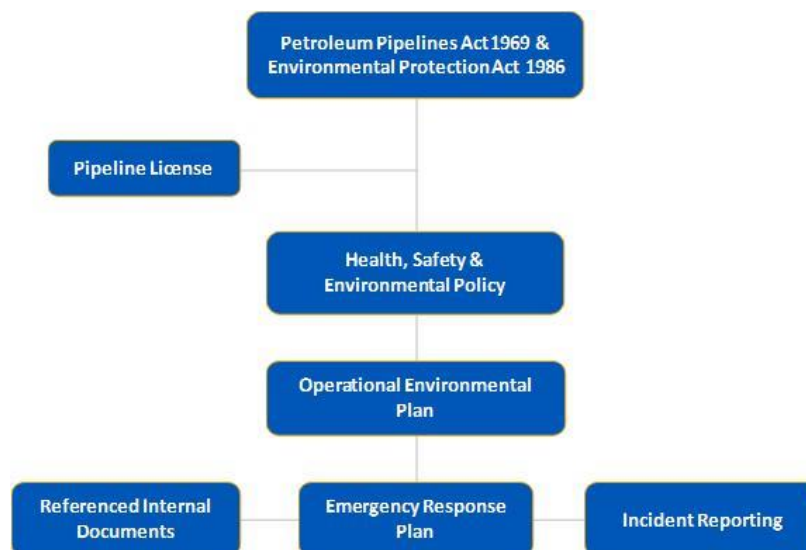 Petroleum Pipelines Act 1969 &
Environmental Protection Act 1986
Pipeline License
Health, Safety &
Environmental Policy
Operational Environmental
Plan
Referenced Internal
Documents
Emergency Response
Plan
Incident Reporting